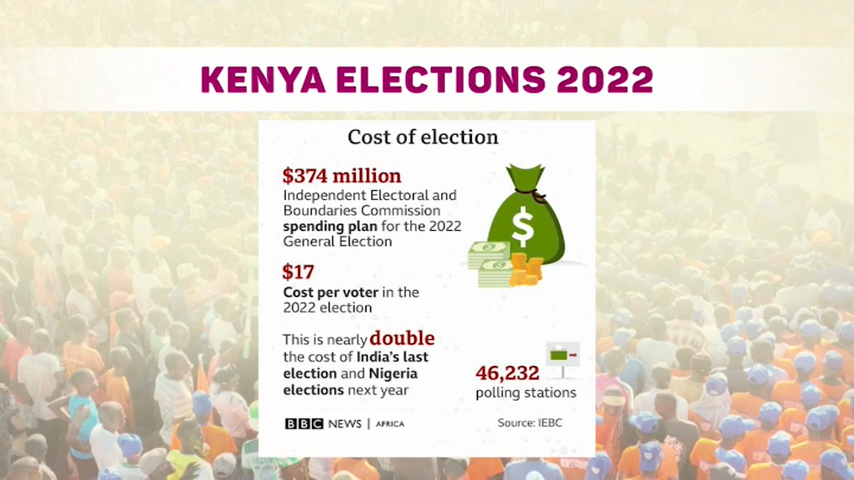 KENYA ELECTIONS 2022
Cost of election
$374 million
Independent Electoral and
Boundaries Commission
spending plan for the 2022
General Election
$
$17
Cost per voter in the
2022 election
This is nearly double
the cost of India's last
election and Nigeria
elections next year
46,232
polling stations
BBC NEWS | AFRICA
Source: IEBC